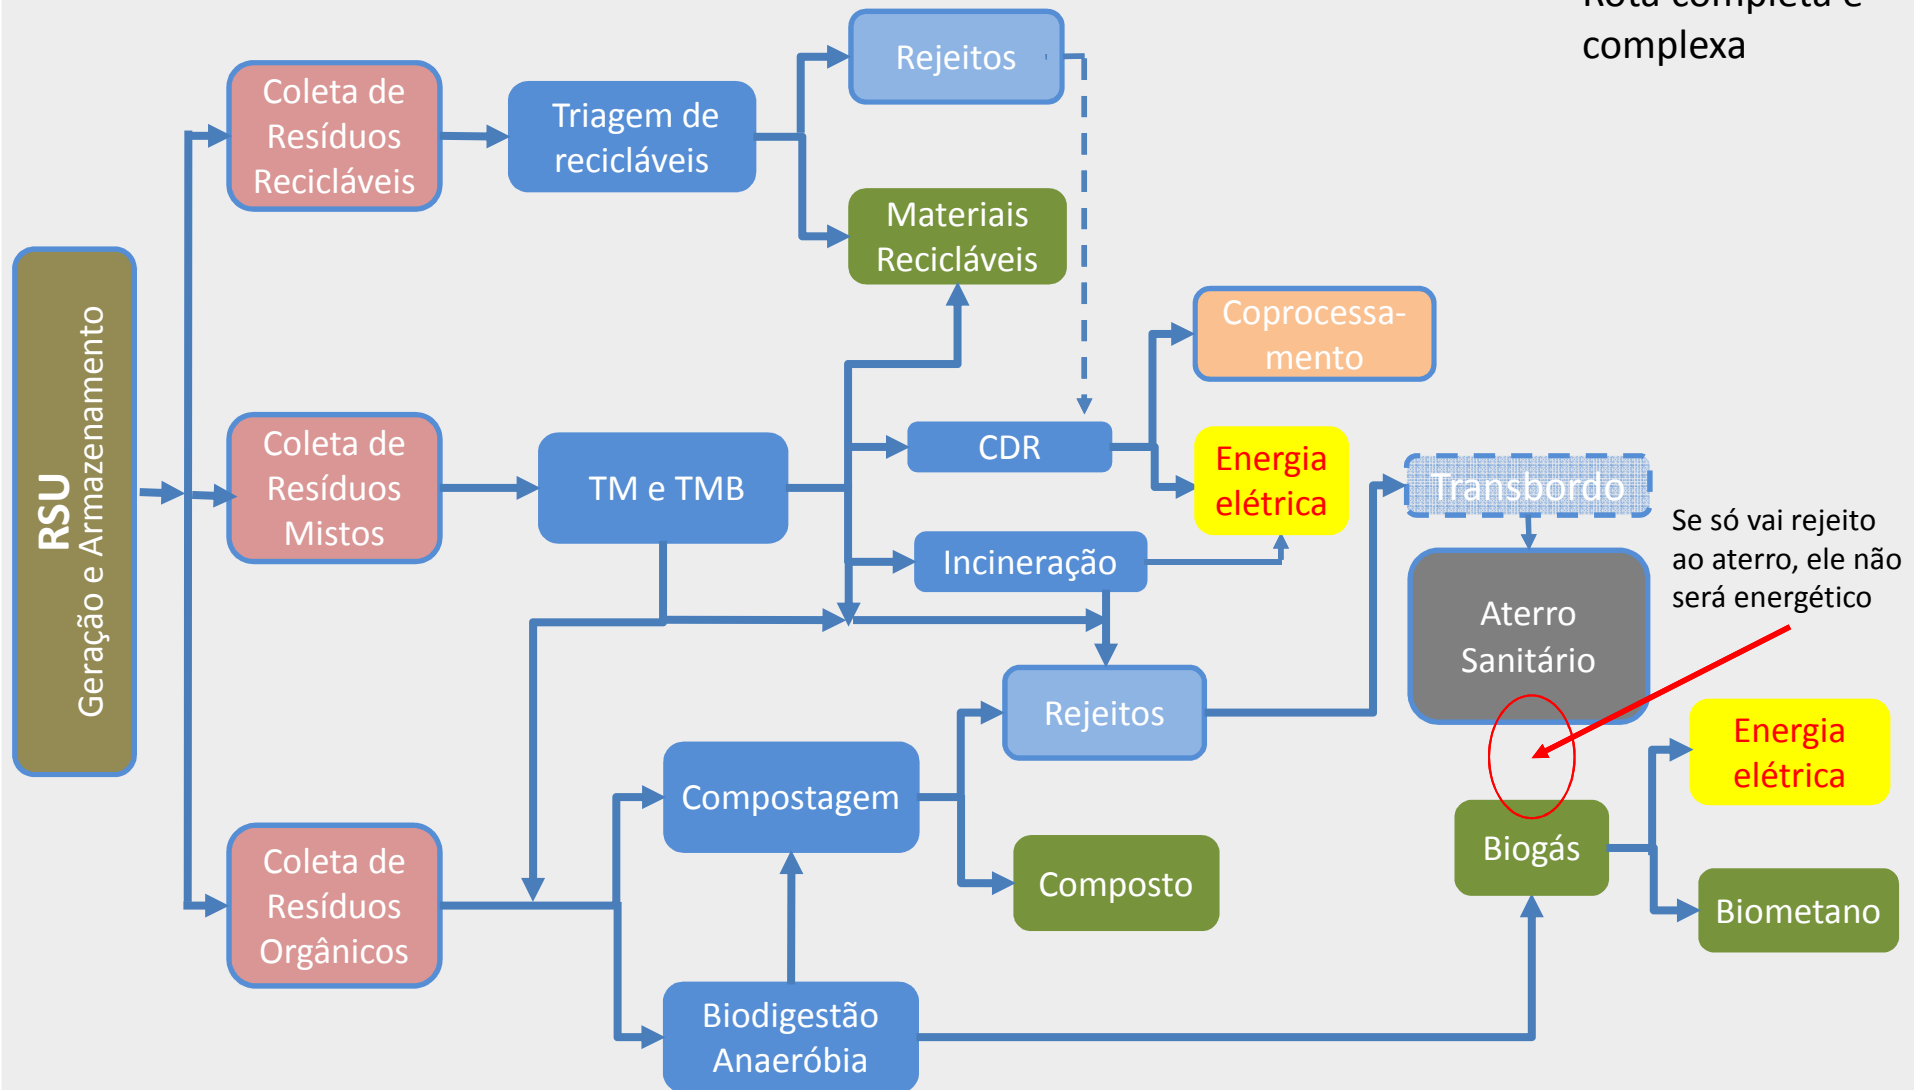 Rota completa e
complexa
Rejeitos
Coleta de
Resíduos
Recicláveis
Triagem de
recicláveis
Materiais
Recicláveis
RSU
Geração e Armazenamento
Coprocessa-
mento
Coleta de
Resíduos
Mistos
TM e TMB
CDR
Energia
elétrica
Transbordo
Incineração
Se só vai rejeito
ao aterro, ele não
será energético
Aterro
Sanitário
Rejeitos
Energia
elétrica
Compostagem
Coleta de
Resíduos
Orgânicos
Composto
Biogás
Biometano
Biodigestão
Anaeróbia